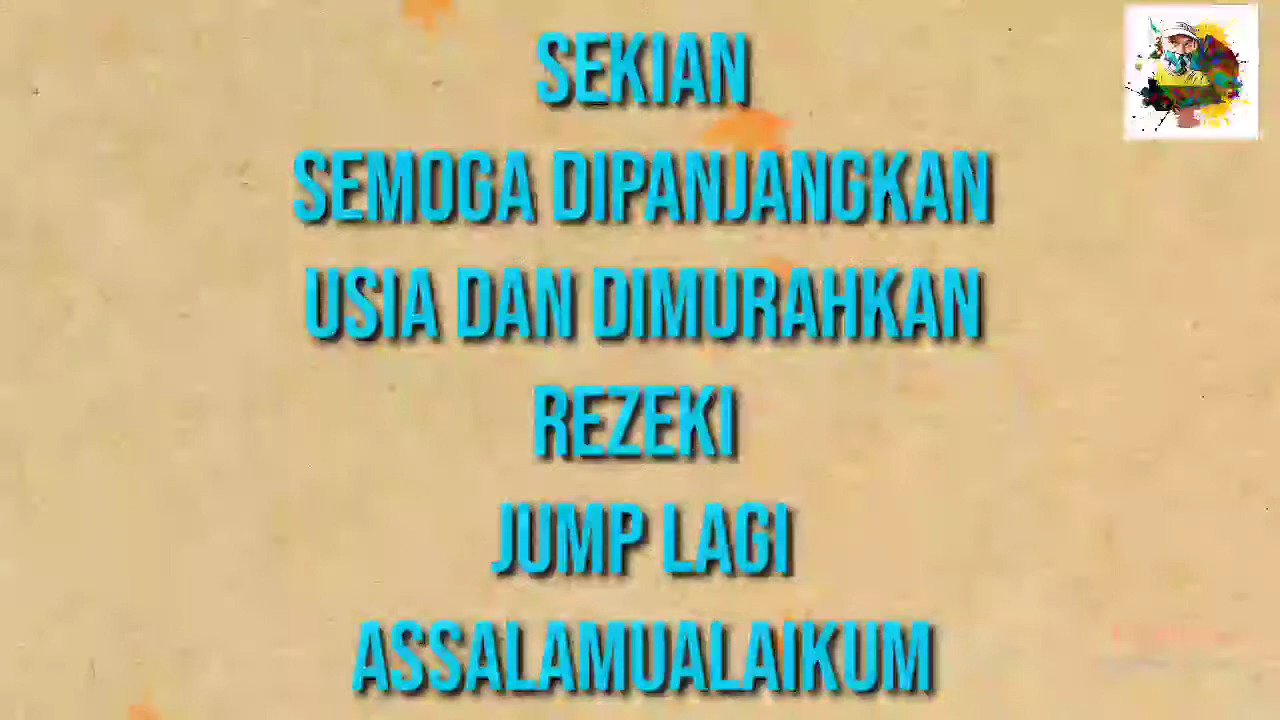 SEKIAN
SEMOGA DIPANJANGKAN
USIA DAN DIMURAHKAN
REZEKI
JUMP LAGI
ASSALAMUALAIKUM